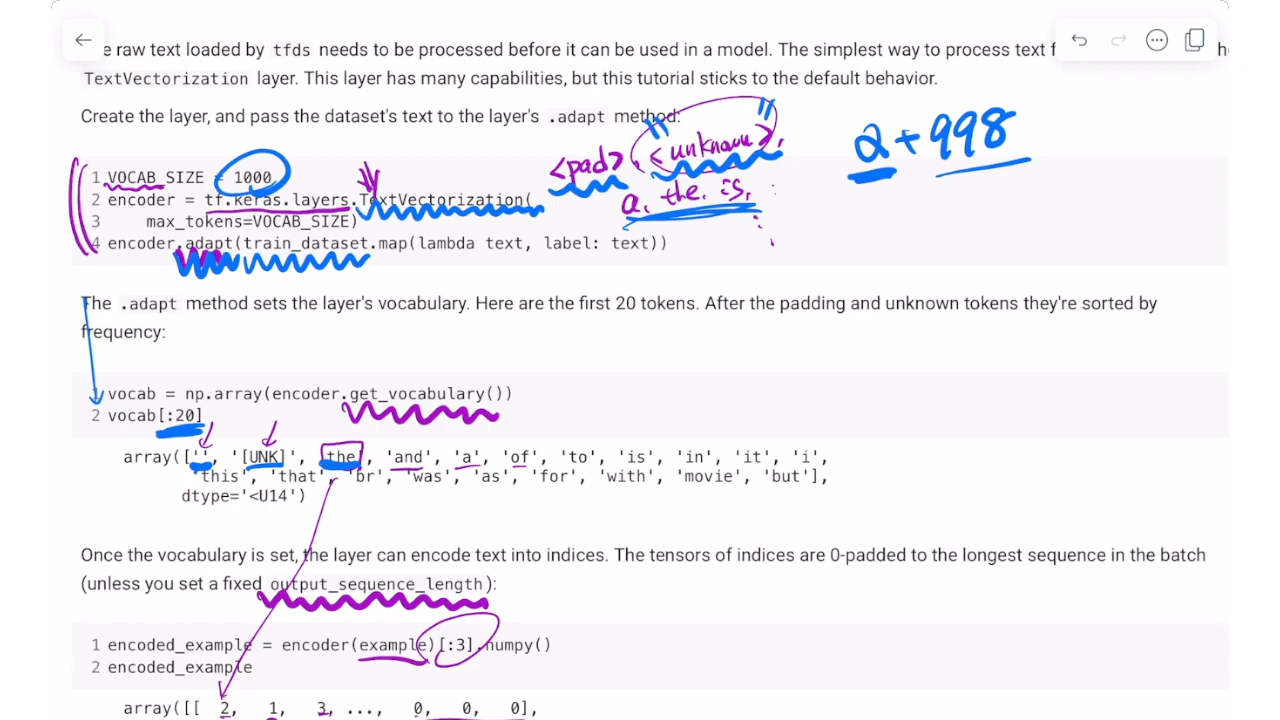 e raw text loaded by tfds needs to be processed before it can be used in a model. The simplest way to process text f
TextVectorization layer. This layer has many capabilities, but this tutorial sticks to the default behavior.
Create the layer, and pass the dataset's text to the layer's .adapt method:
2 + 998
<pad>, <unknown>,
a, the, is,
1 VOCAB_SIZE = 1000
2 encoder = tf.keras.layers.TextVectorization(
3 max_tokens=VOCAB_SIZE)
4 encoder.adapt(train_dataset.map(lambda text, label: text))
The .adapt method sets the layer's vocabulary. Here are the first 20 tokens. After the padding and unknown tokens they're sorted by
frequency:
1 vocab = np.array(encoder.get_vocabulary())
2 vocab[:20]
array(['', '[UNK]', 'the', 'and', 'a', 'of', 'to', 'is', 'in', 'it', 'i',
'this', 'that', 'br', 'was', 'as', 'for', 'with', 'movie', 'but'],
dtype='<U14')
Once the vocabulary is set, the layer can encode text into indices. The tensors of indices are 0-padded to the longest sequence in the batch
(unless you set a fixed output_sequence_length):
1 encoded_example = encoder(example)[:3].numpy()
2 encoded_example
array([[ 2, 1, 3, ..., 0, 0, 0],